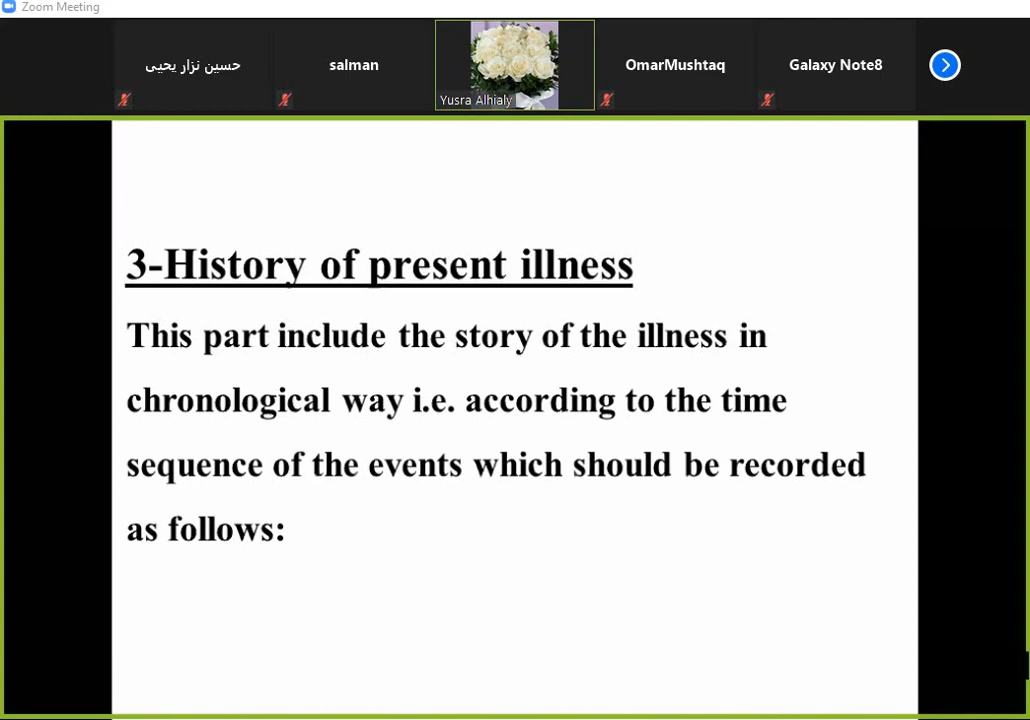 Zoom Meeting
حسين نزار يحيى
salman
Yusra Alhialy
OmarMushtaq
Galaxy Note8
3-History of present illness
This part include the story of the illness in
chronological way i.e. according to the time
sequence of the events which should be recorded
as follows: